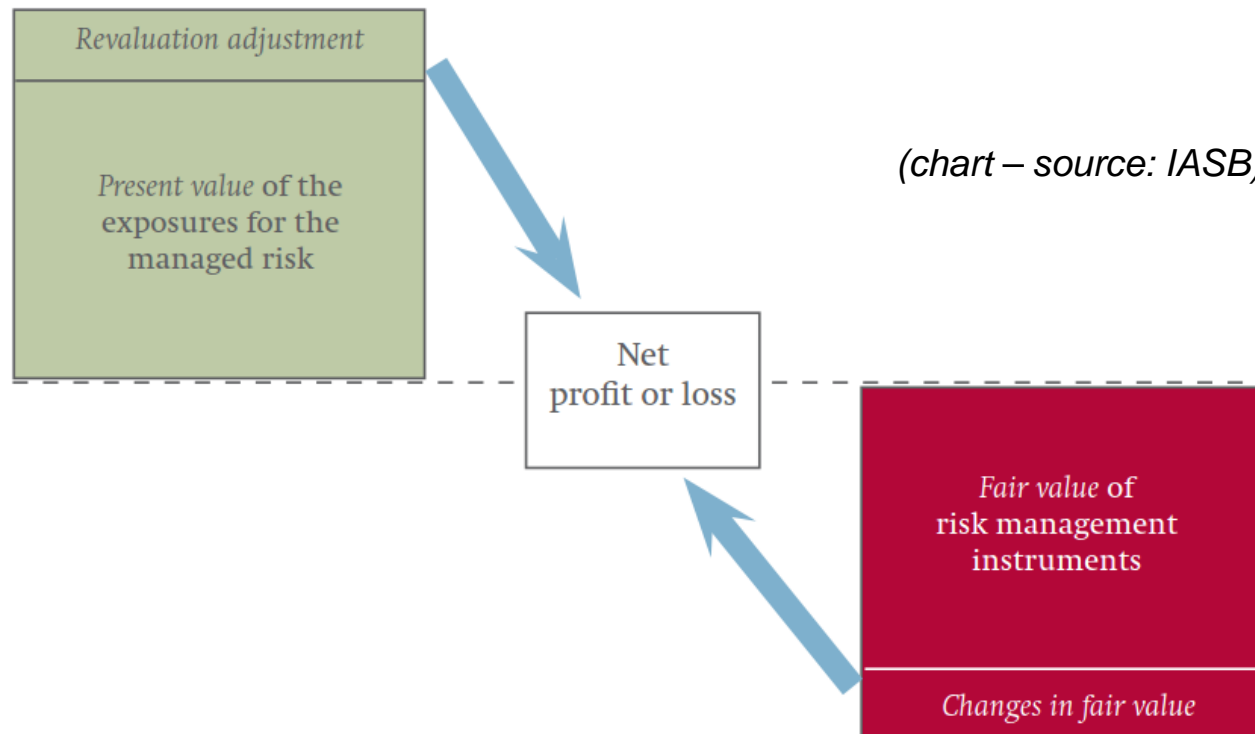 Revaluation adjustment
Present value of the
exposures for the
managed risk
(chart – source: IASB)
Net
profit or loss
Fair value of
risk management
instruments
Changes in fair value